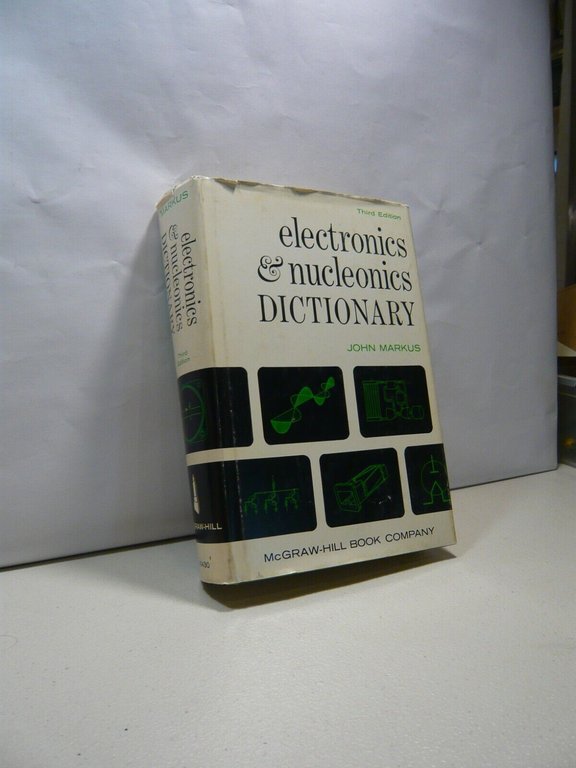 MARKUS
electronics
& nucleonics
DICTIONARY
Third
Edition
McGRAW-HILL
Third Edition
electronics
& nucleonics
DICTIONARY
JOHN MARKUS
McGRAW-HILL BOOK COMPANY